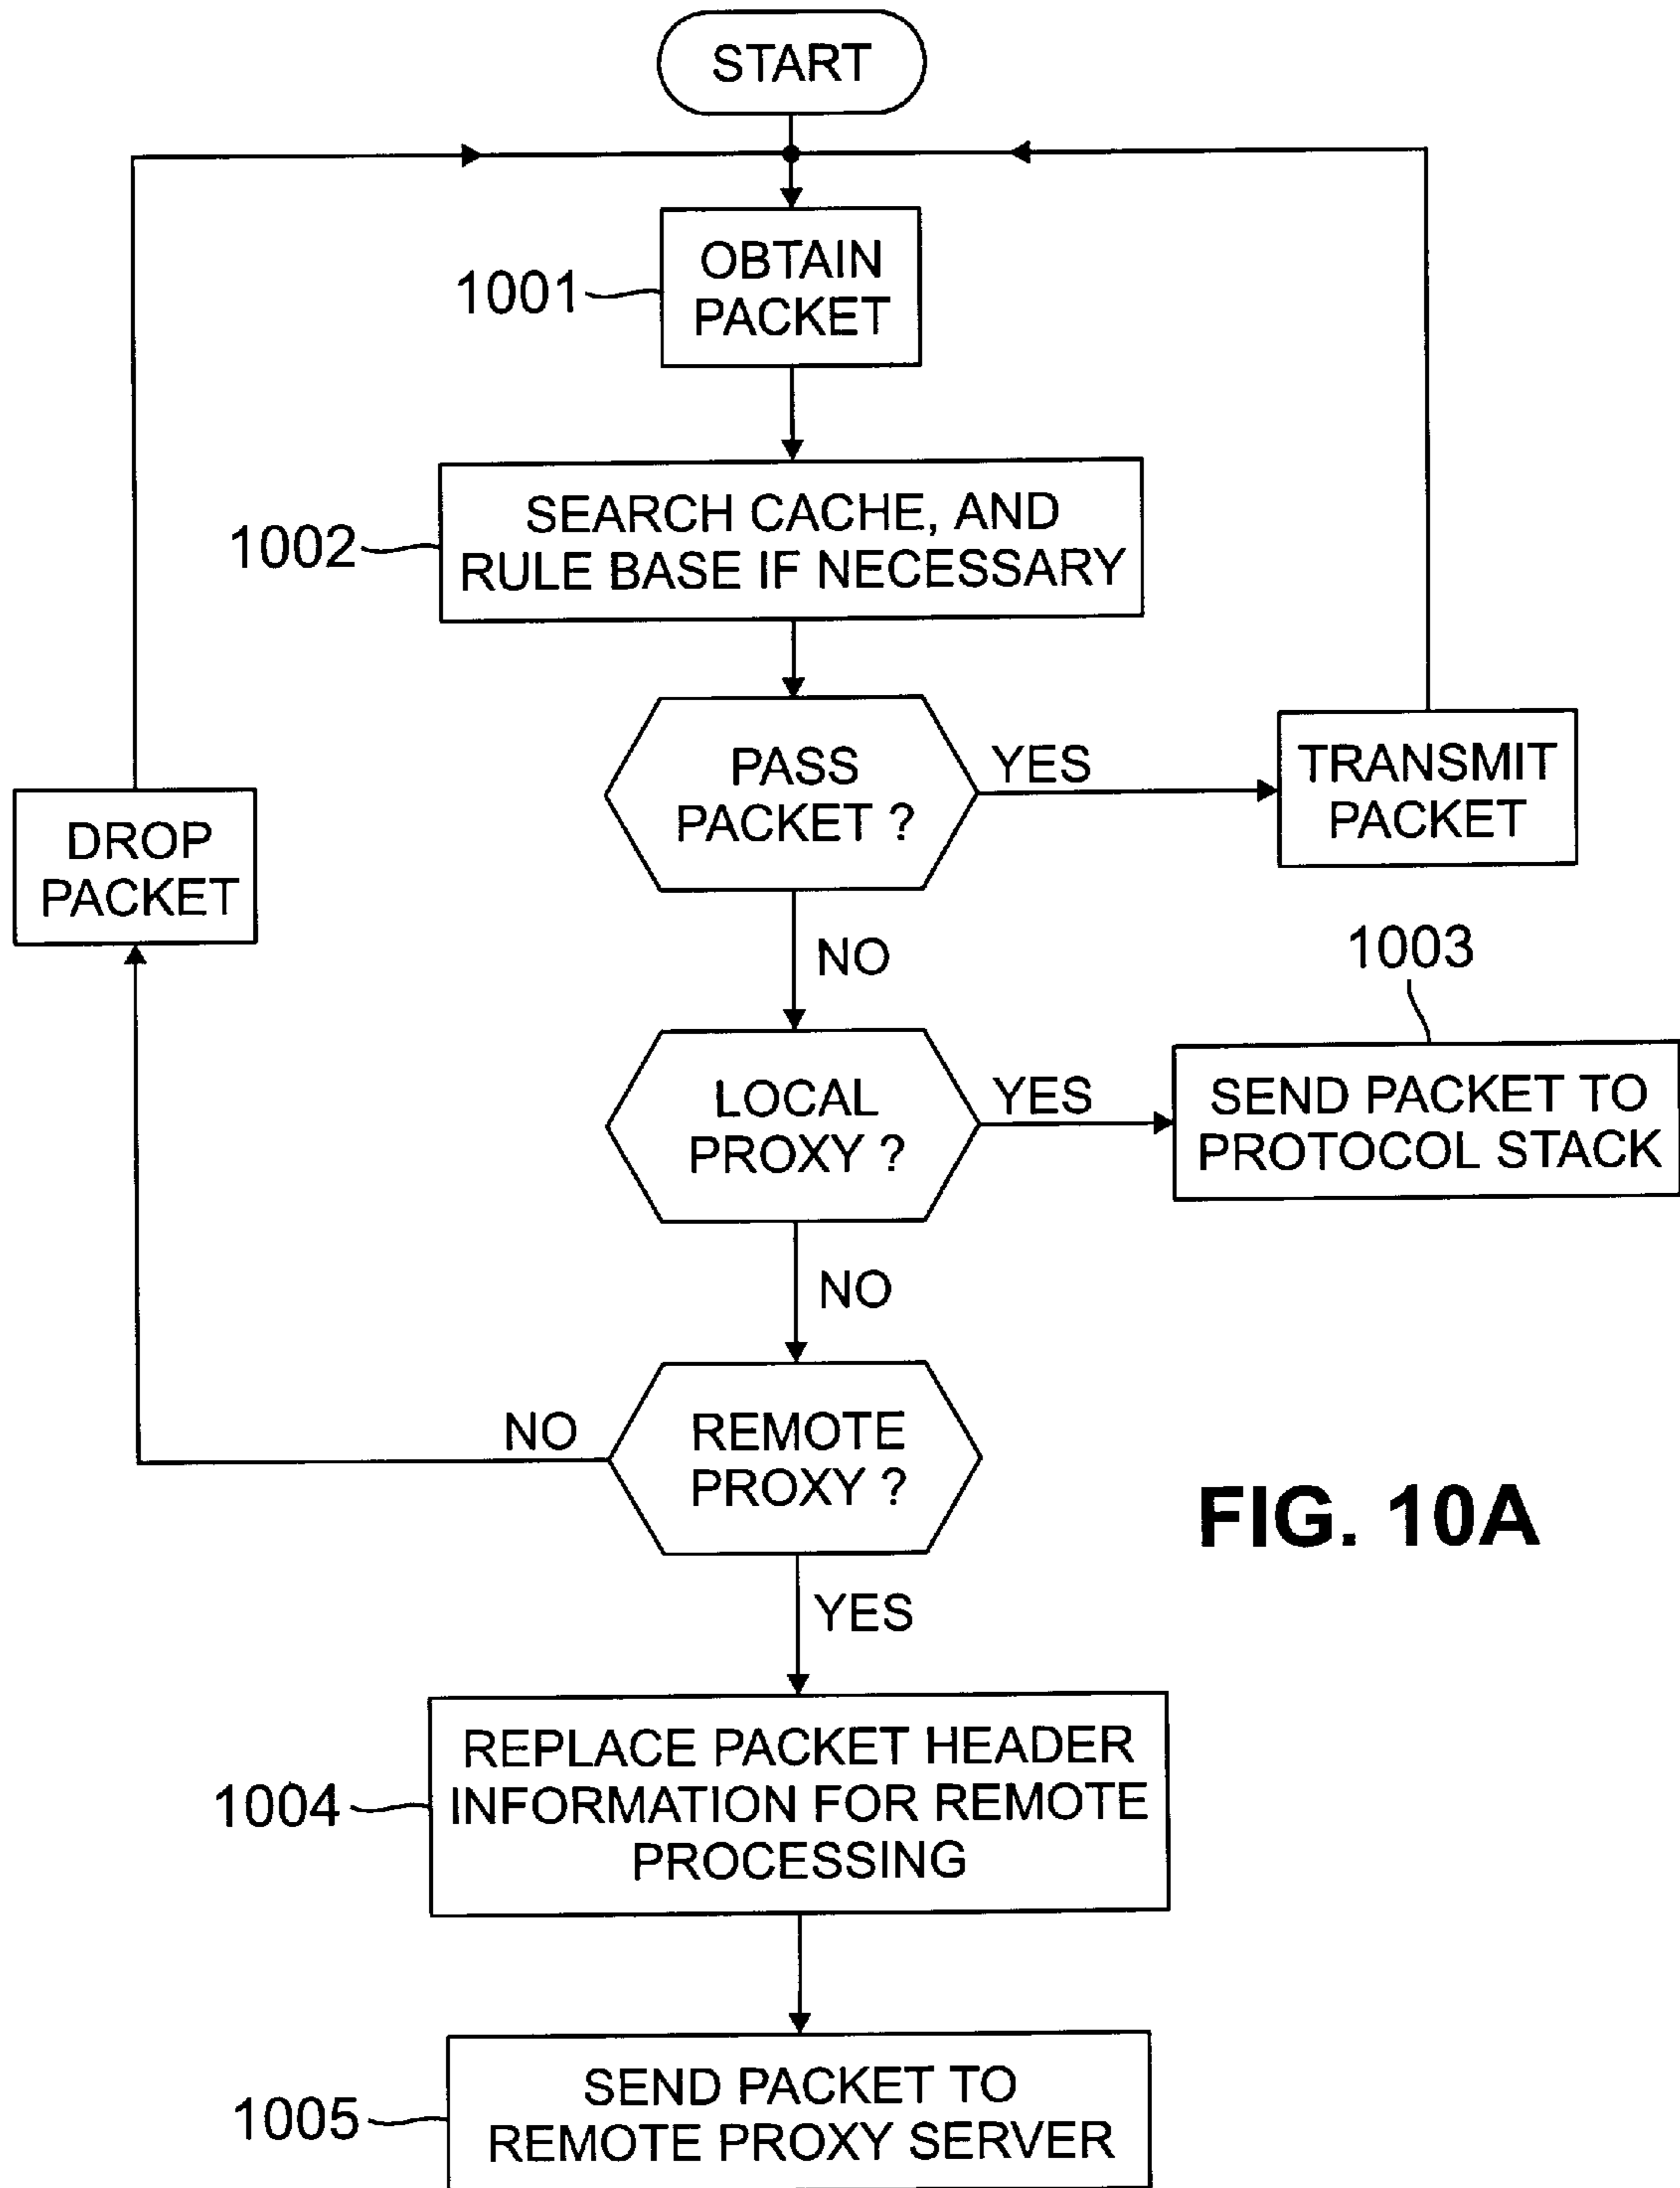 START
1001
OBTAIN
PACKET
1002
SEARCH CACHE, AND
RULE BASE IF NECESSARY
PASS
PACKET ?
YES
TRANSMIT
PACKET
DROP
PACKET
NO
1003
LOCAL
PROXY ?
YES
SEND PACKET TO
PROTOCOL STACK
NO
REMOTE
PROXY ?
NO
FIG. 10A
YES
1004
REPLACE PACKET HEADER
INFORMATION FOR REMOTE
PROCESSING
1005
SEND PACKET TO
REMOTE PROXY SERVER